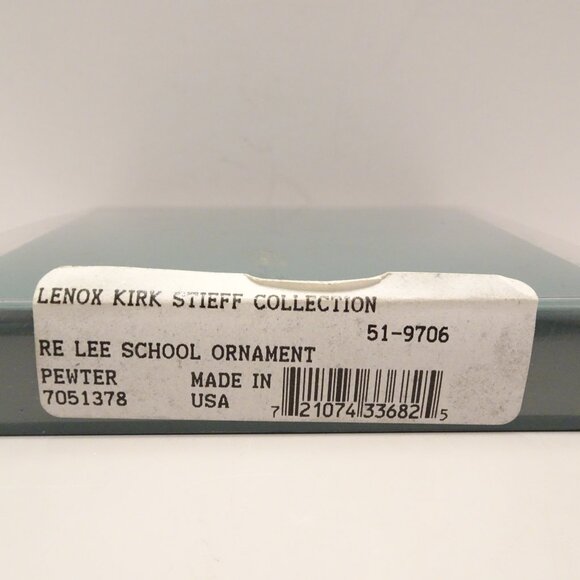 LENOX KIRK STIEFF COLLECTION
51-9706
RE LEE SCHOOL ORNAMENT
PEWTER MADE IN
7051378 USA
7 21074 33682 5